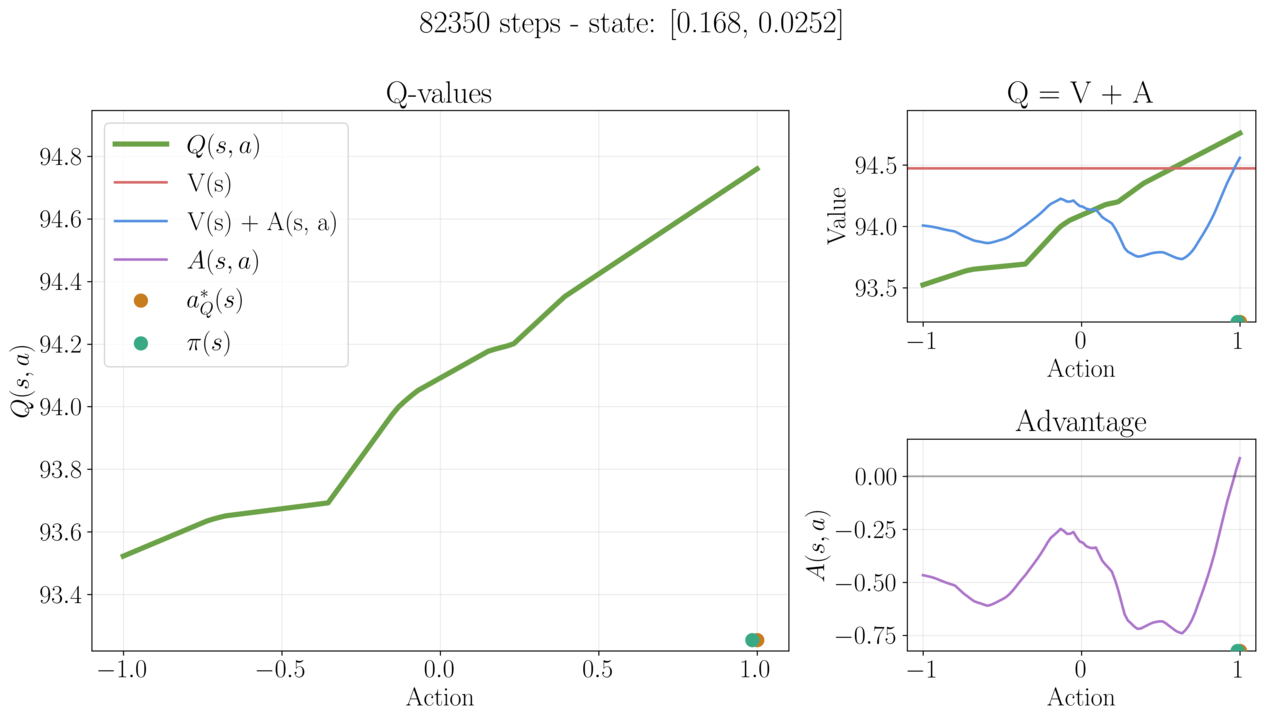 82350 steps - state: [0.168, 0.0252]
Q-values
Q(s, a)
94.8
94.6
94.4
94.2
94.0
93.8
93.6
93.4
Q(s, a)
V(s)
V(s) + A(s, a)
A(s, a)
a*_Q(s)
π(s)
−1.0
−0.5
0.0
0.5
1.0
Action
Q = V + A
Value
94.5
94.0
93.5
−1
0
1
Action
Advantage
A(s, a)
0.00
−0.25
−0.50
−0.75
−1
0
1
Action